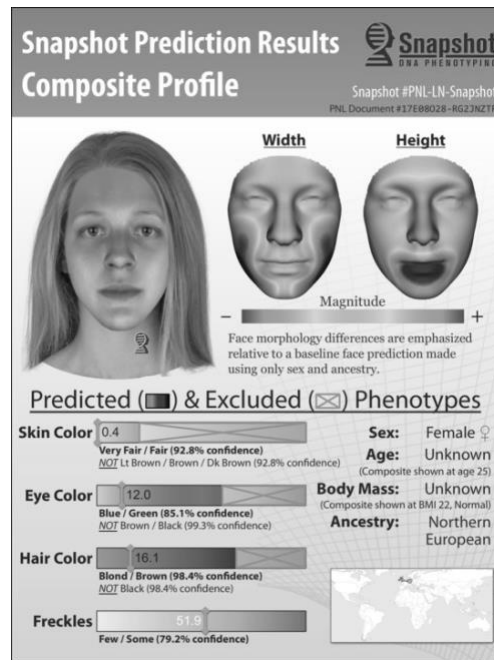 Snapshot Prediction Results
Composite Profile
Snapshot
DNA PHENOTYPING
Snapshot #PNL-LN-Snapshot
Width
Height
−
Magnitude
+
Face morphology differences are emphasized
relative to a baseline face prediction made
using only sex and ancestry.
Predicted ( ) & Excluded ( ) Phenotypes
Skin Color
0.4
Very Fair / Fair (92.8% confidence)
NOT Lt Brown / Brown / Dk Brown (92.8% confidence)
Eye Color
12.0
Blue / Green (85.1% confidence)
NOT Brown / Black (99.3% confidence)
Hair Color
16.1
Blond / Brown (98.4% confidence)
NOT Black (98.4% confidence)
Freckles
51.9
Few / Some (79.2% confidence)
Sex: Female ♀
Age: Unknown
(Composite shown at age 25)
Body Mass: Unknown
(Composite shown at BMI 22, Normal)
Ancestry: Northern
European